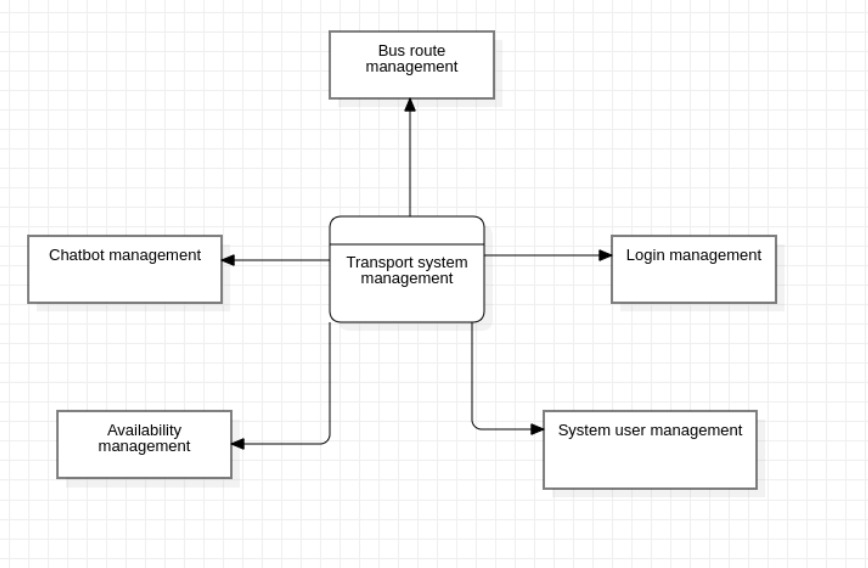 Bus route
management
Chatbot management
Transport system
management
Login management
Availability
management
System user management